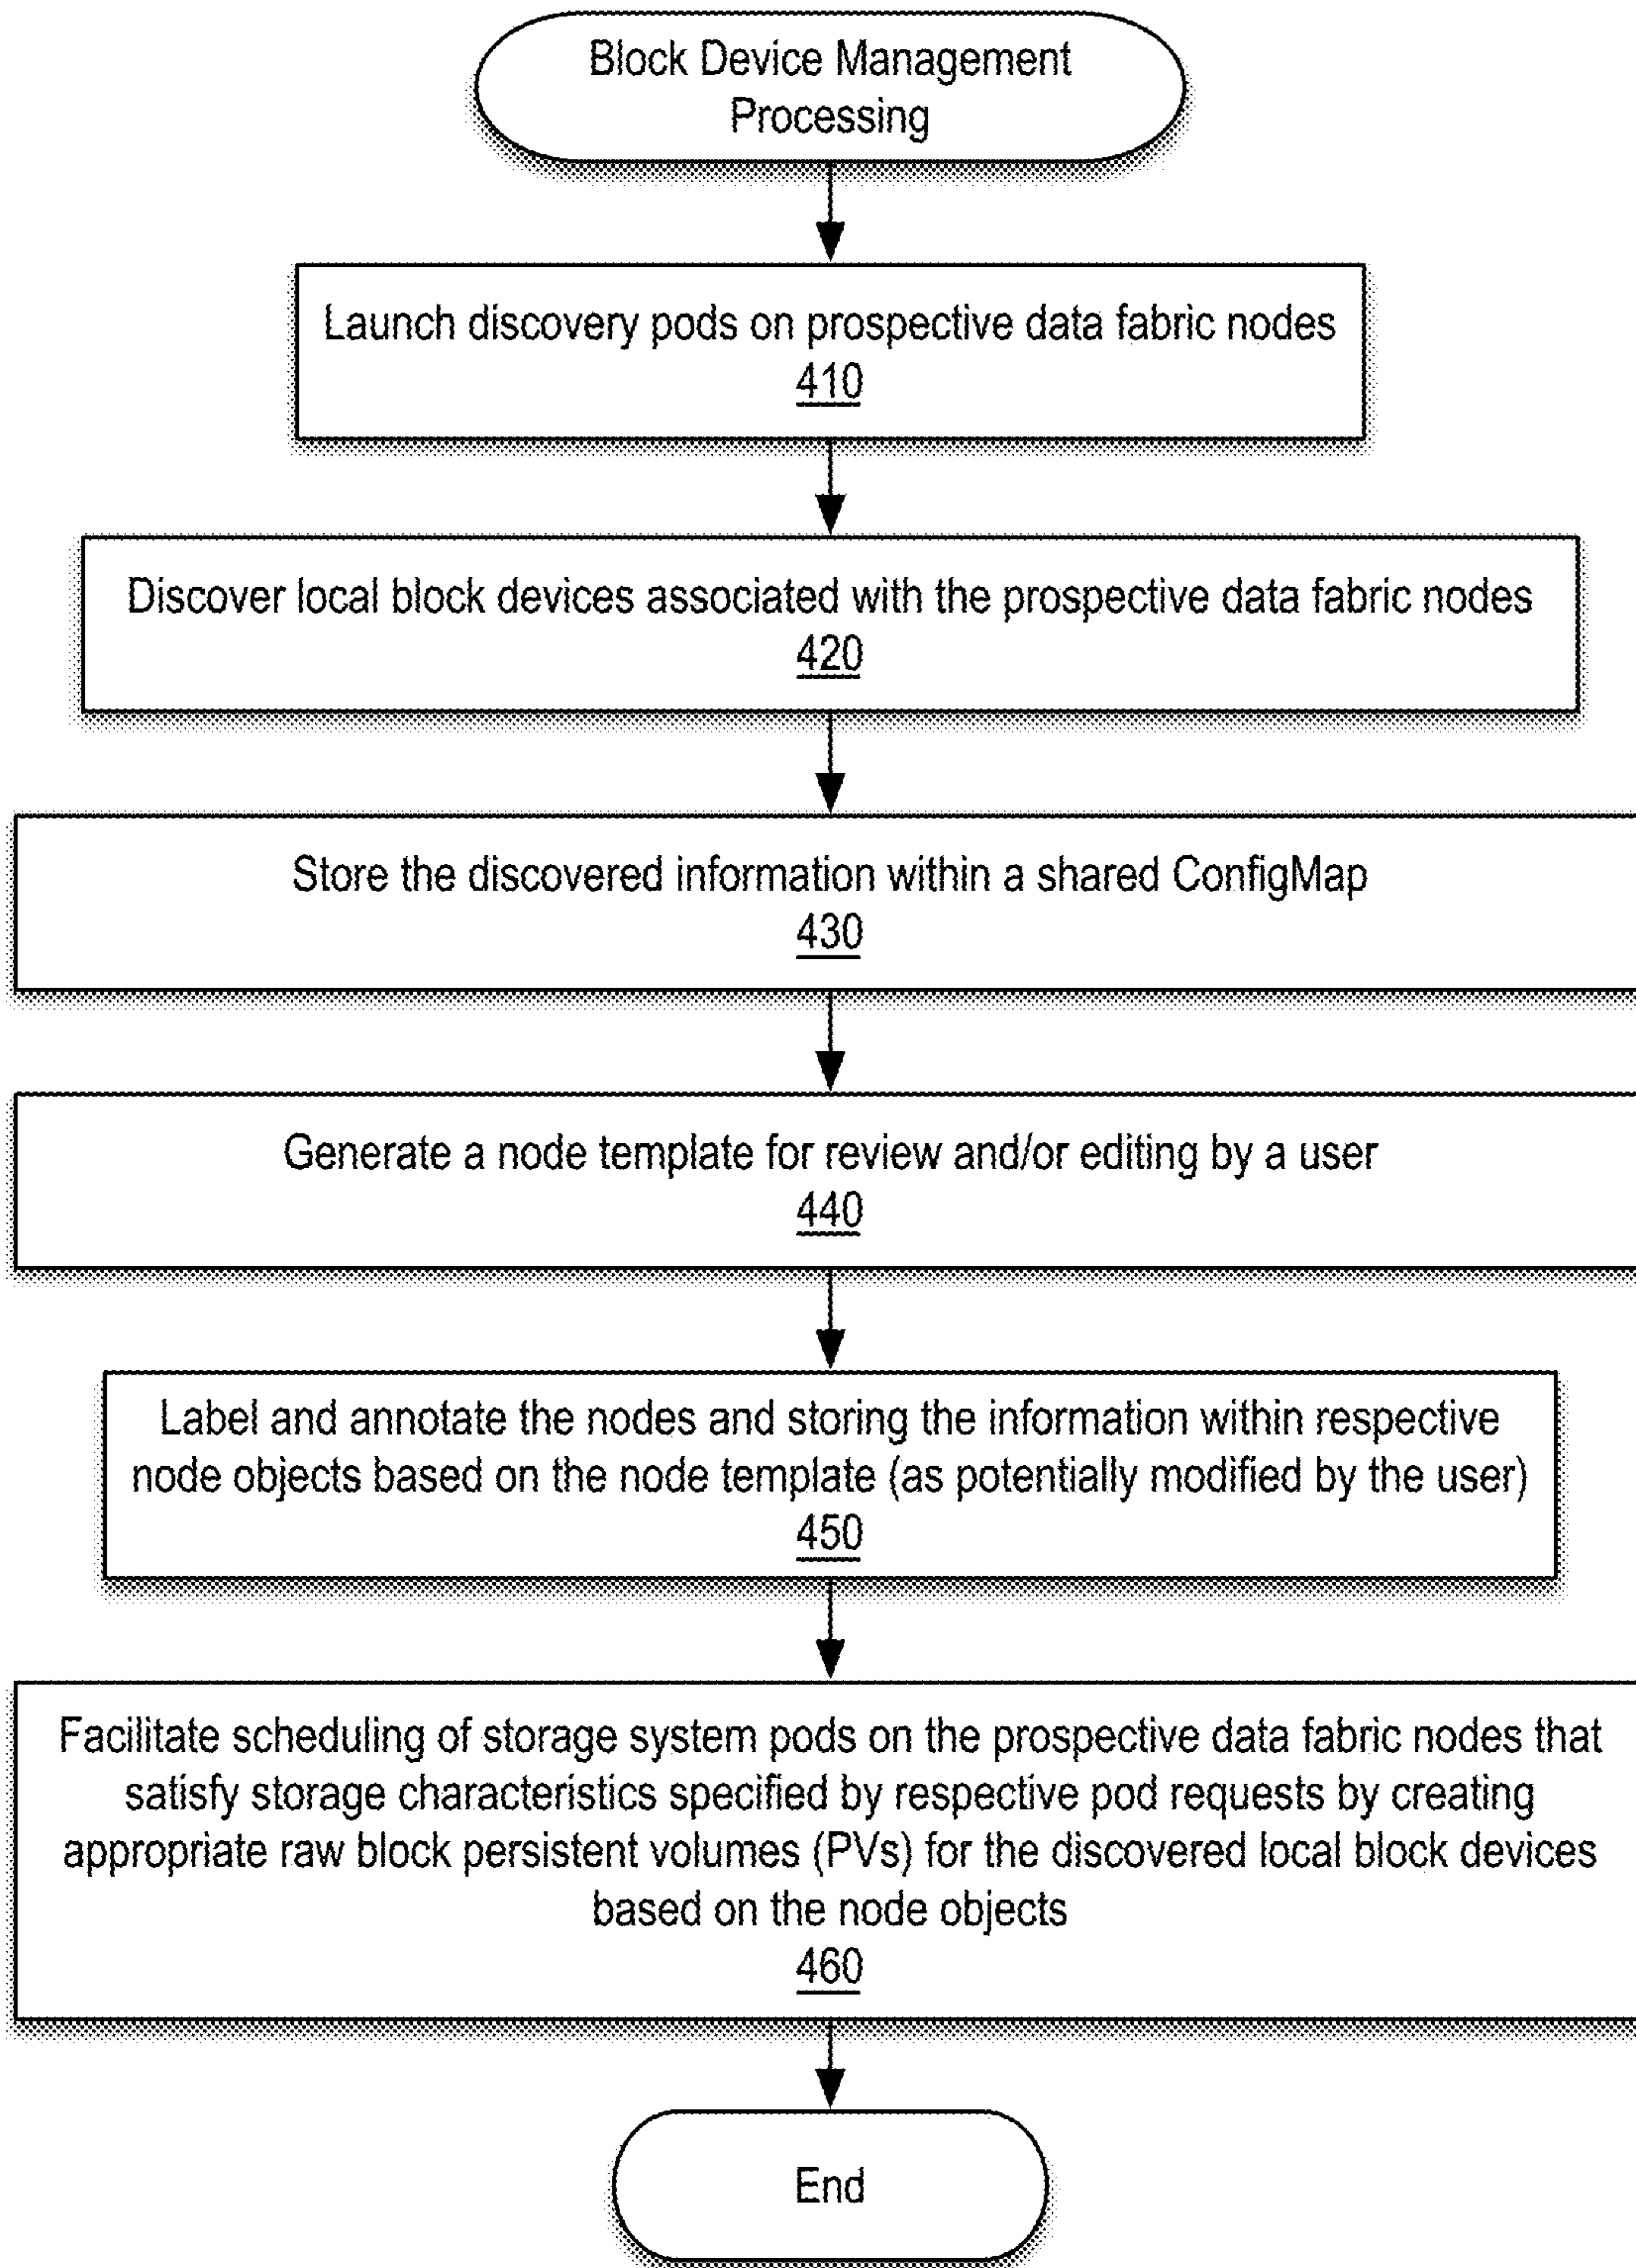 Block Device Management
Processing
Launch discovery pods on prospective data fabric nodes
410
Discover local block devices associated with the prospective data fabric nodes
420
Store the discovered information within a shared ConfigMap
430
Generate a node template for review and/or editing by a user
440
Label and annotate the nodes and storing the information within respective
node objects based on the node template (as potentially modified by the user)
450
Facilitate scheduling of storage system pods on the prospective data fabric nodes that
satisfy storage characteristics specified by respective pod requests by creating
appropriate raw block persistent volumes (PVs) for the discovered local block devices
based on the node objects
460
End